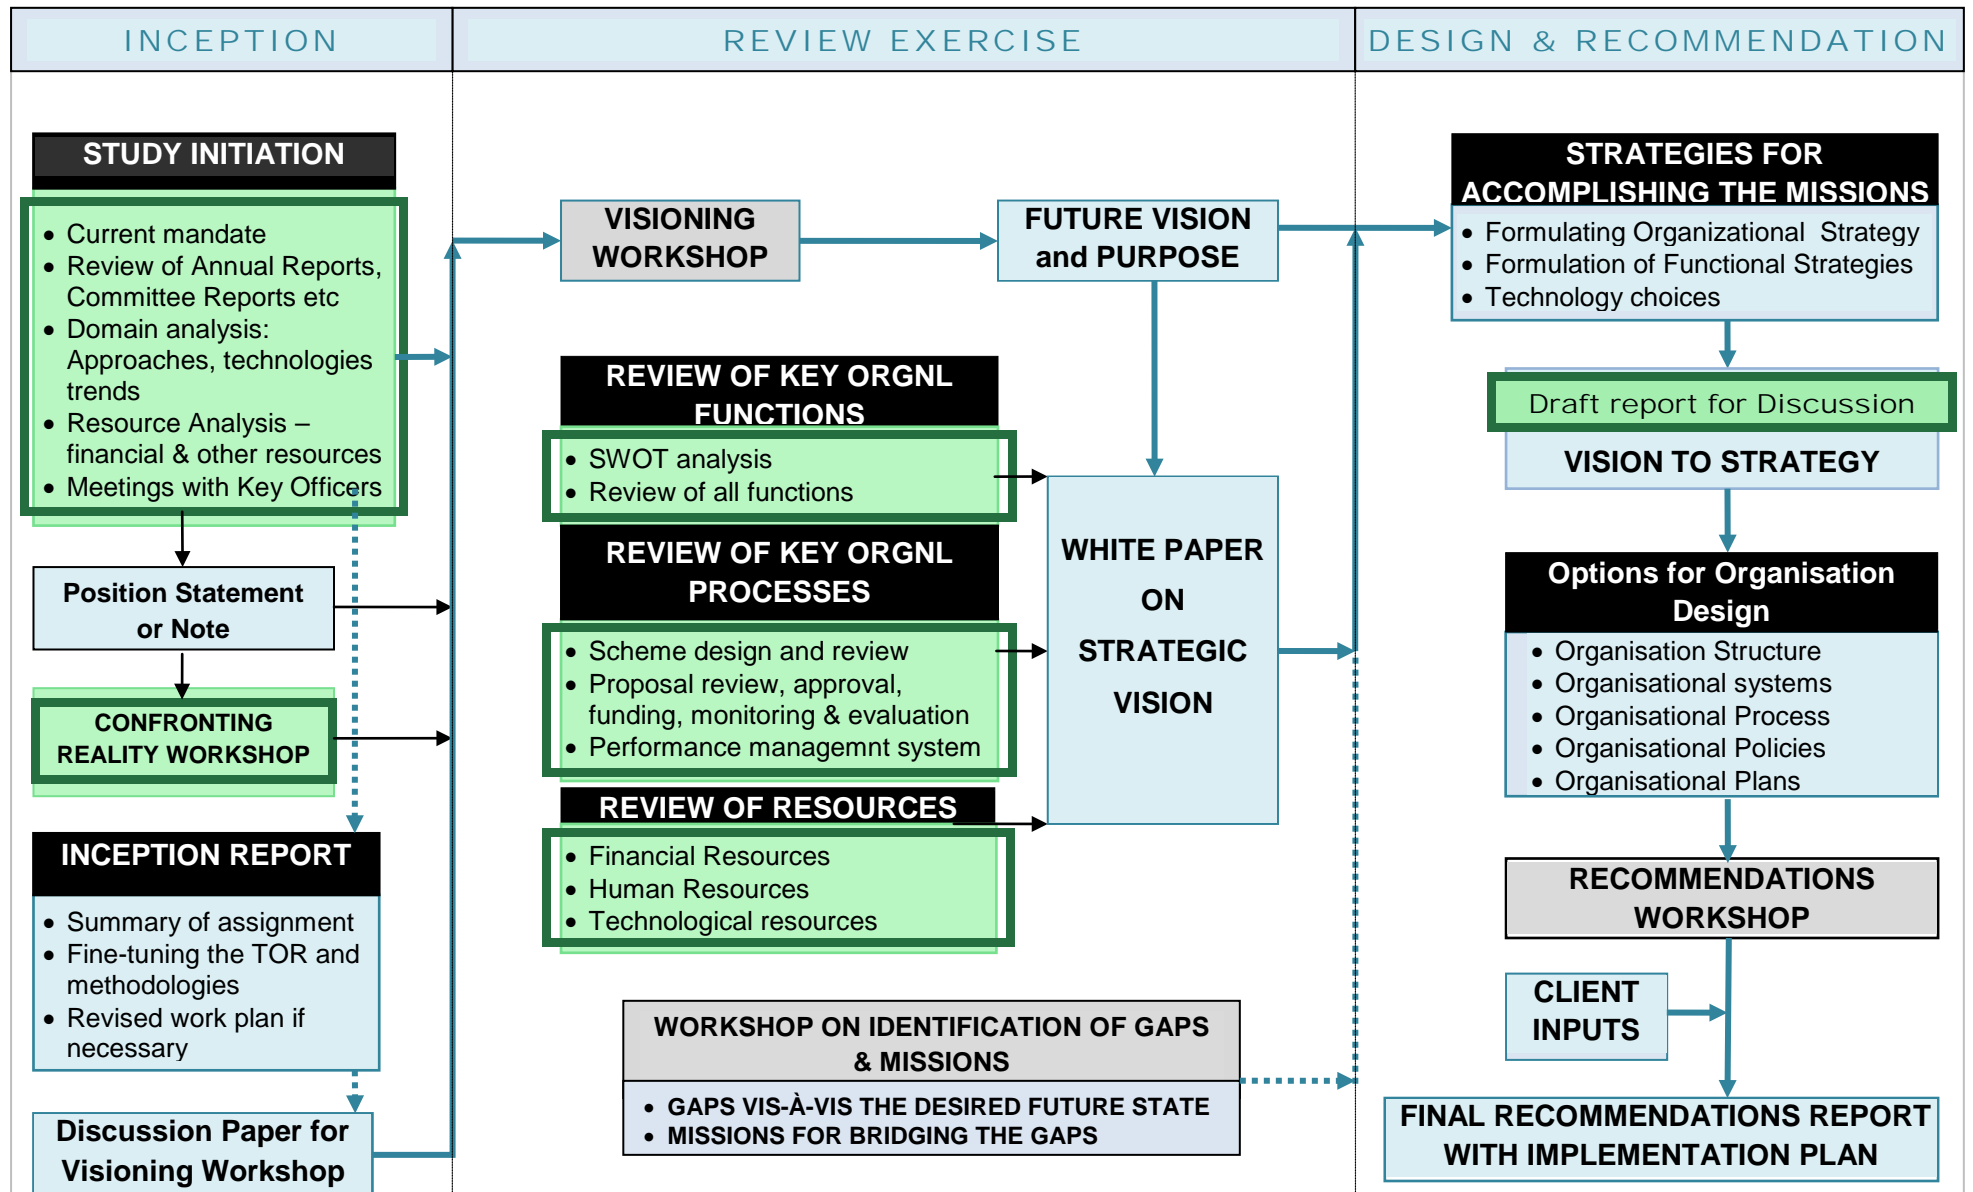 INCEPTION
REVIEW EXERCISE
DESIGN & RECOMMENDATION
STUDY INITIATION
• Current mandate
• Review of Annual Reports,
Committee Reports etc
• Domain analysis:
Approaches, technologies
trends
• Resource Analysis –
financial & other resources
• Meetings with Key Officers
Position Statement
or Note
CONFRONTING
REALITY WORKSHOP
INCEPTION REPORT
• Summary of assignment
• Fine-tuning the TOR and
methodologies
• Revised work plan if
necessary
Discussion Paper for
Visioning Workshop
VISIONING
WORKSHOP
FUTURE VISION
and PURPOSE
REVIEW OF KEY ORGNL
FUNCTIONS
• SWOT analysis
• Review of all functions
REVIEW OF KEY ORGNL
PROCESSES
• Scheme design and review
• Proposal review, approval,
funding, monitoring & evaluation
• Performance managemnt system
REVIEW OF RESOURCES
• Financial Resources
• Human Resources
• Technological resources
WHITE PAPER
ON
STRATEGIC
VISION
WORKSHOP ON IDENTIFICATION OF GAPS
& MISSIONS
• GAPS VIS-À-VIS THE DESIRED FUTURE STATE
• MISSIONS FOR BRIDGING THE GAPS
STRATEGIES FOR
ACCOMPLISHING THE MISSIONS
• Formulating Organizational Strategy
• Formulation of Functional Strategies
• Technology choices
Draft report for Discussion
VISION TO STRATEGY
Options for Organisation
Design
• Organisation Structure
• Organisational systems
• Organisational Process
• Organisational Policies
• Organisational Plans
RECOMMENDATIONS
WORKSHOP
CLIENT
INPUTS
FINAL RECOMMENDATIONS REPORT
WITH IMPLEMENTATION PLAN